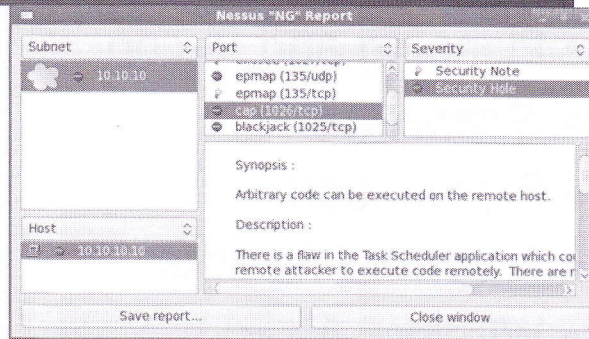 Nessus "NG" Report
Subnet
10.10.10
Port
epmap (135/udp)
epmap (135/tcp)
cap (1026/tcp)
blackjack (1025/tcp)
Severity
Security Note
Security Hole
Synopsis :
Arbitrary code can be executed on the remote host.
Description :
There is a flaw in the Task Scheduler application which
remote attacker to execute code remotely. There are
Host
10.10.10.10
Save report...
Close window